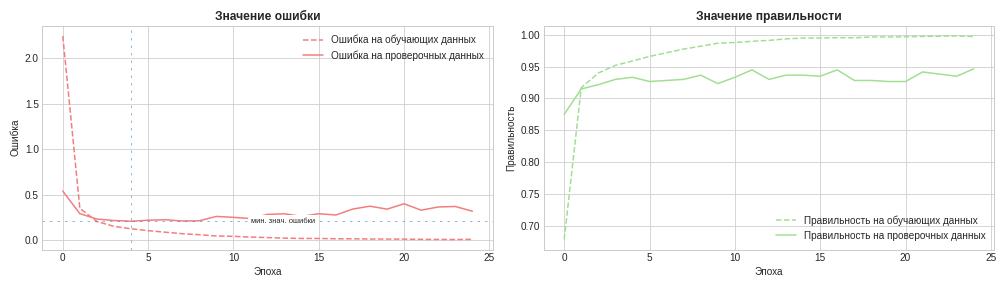 Значение ошибки
Ошибка на обучающих данных
Ошибка на проверочных данных
2.0
1.5
1.0
0.5
0.0
мин. знач. ошибки
0 5 10 15 20 25
Ошибка
Эпоха
Значение правильности
1.00
0.95
0.90
0.85
0.80
0.75
0.70
Правильность на обучающих данных
Правильность на проверочных данных
0 5 10 15 20 25
Правильность
Эпоха